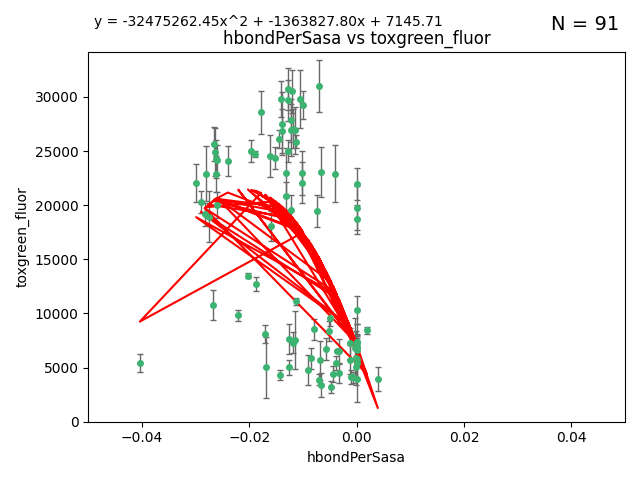 y = -32475262.45x^2 + -1363827.80x + 7145.71
N = 91
hbondPerSasa vs toxgreen_fluor
toxgreen_fluor
30000
25000
20000
15000
10000
5000
0
−0.04
−0.02
0.00
0.02
0.04
hbondPerSasa